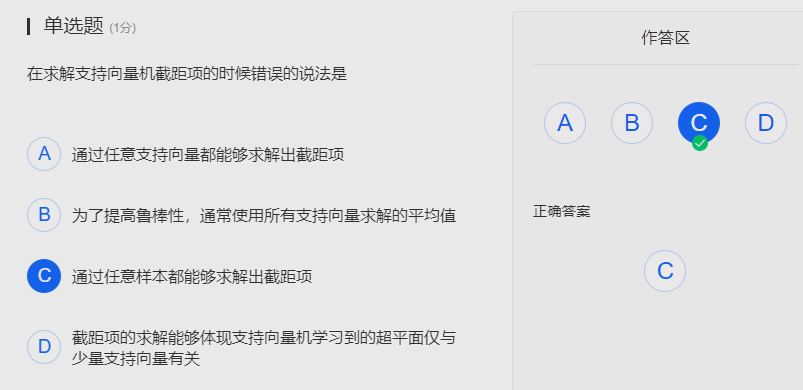 单选题 (1分)
在求解支持向量机截距项的时候错误的说法是
A 通过任意支持向量都能够求解出截距项
B 为了提高鲁棒性，通常使用所有支持向量求解的平均值
C 通过任意样本都能够求解出截距项
D 截距项的求解能够体现支持向量机学习到的超平面仅与
少量支持向量有关
作答区
A B C D
正确答案
C